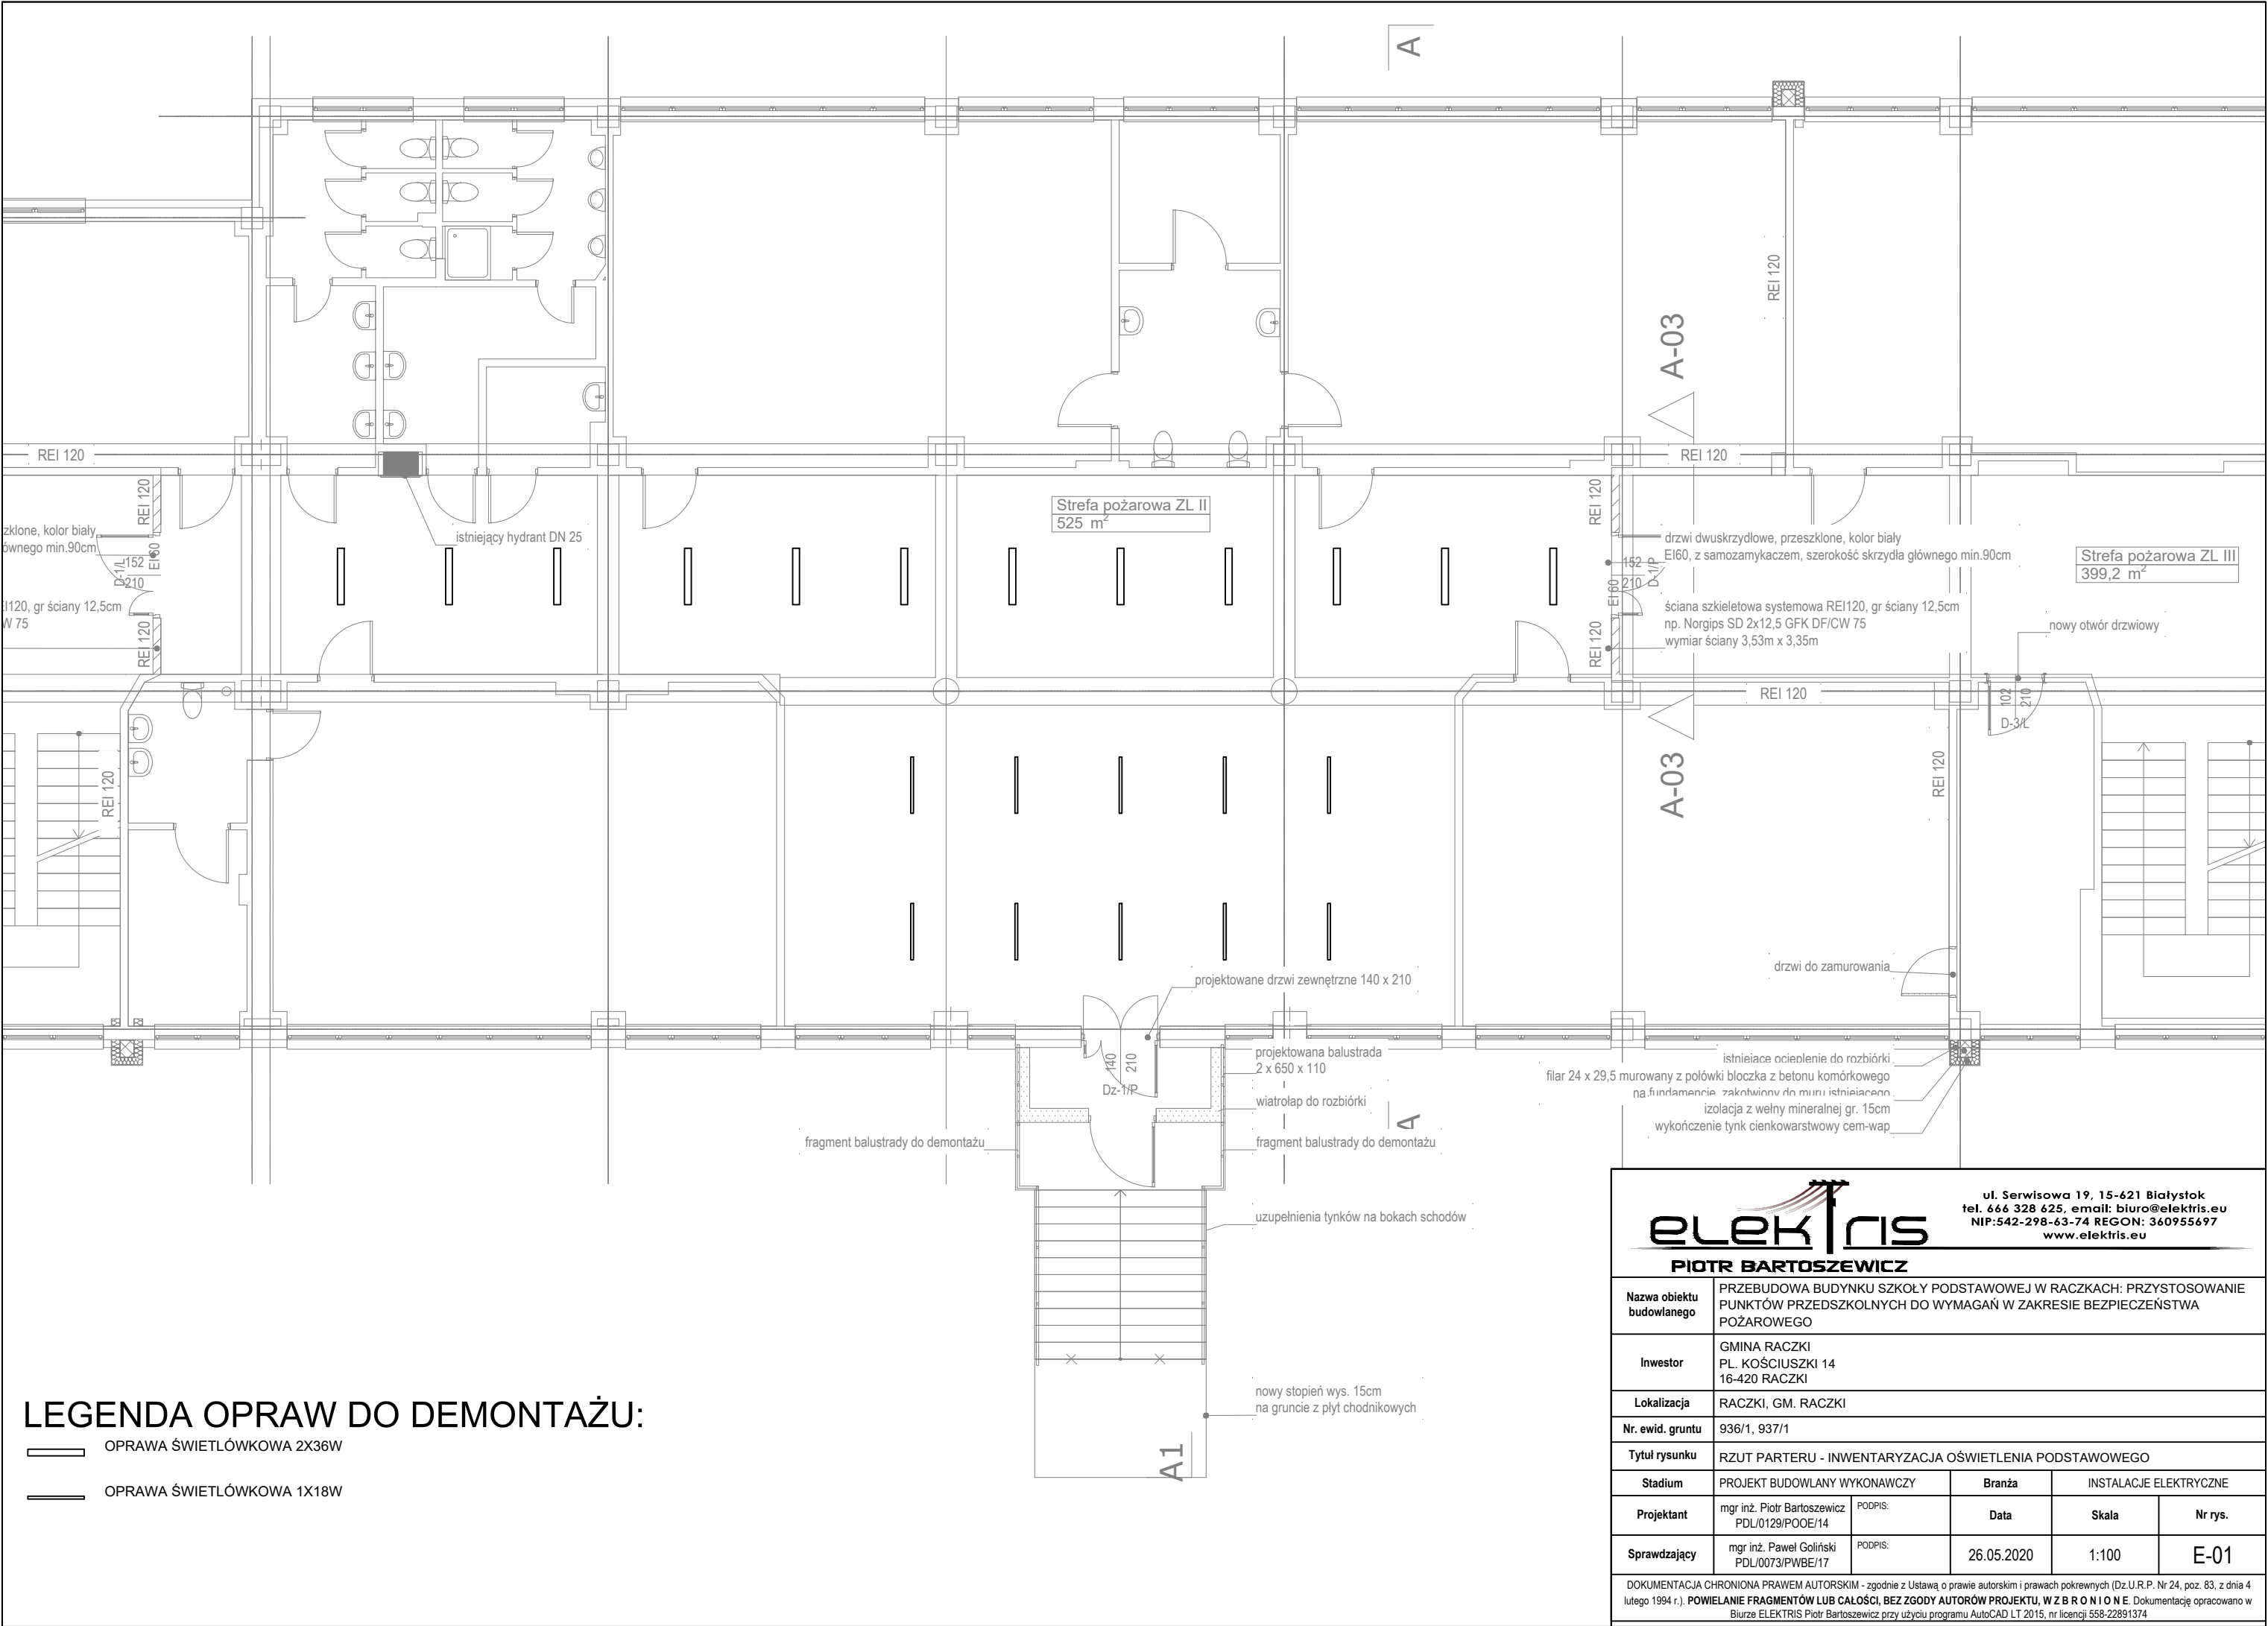 A
REI 120
A-03
REI 120
REI 120
REI 120
REI 120
Strefa pożarowa ZL II
525 m²
istniejący hydrant DN 25
zklone, kolor biały
ównego min.90cm
D-1/L
152
210
EI60
EI120, gr ściany 12,5cm
W 75
REI 120
drzwi dwuskrzydłowe, przeszklone, kolor biały
EI60, z samozamykaczem, szerokość skrzydła głównego min.90cm
152
210
D-1/P
EI 60
Strefa pożarowa ZL III
399,2 m²
ściana szkieletowa systemowa REI120, gr ściany 12,5cm
np. Norgips SD 2x12,5 GFK DF/CW 75
wymiar ściany 3,53m x 3,35m
REI 120
nowy otwór drzwiowy
REI 120
102
210
D-3/L
REI 120
A-03
REI 120
drzwi do zamurowania
projektowane drzwi zewnętrzne 140 x 210
140
210
Dz-1/P
projektowana balustrada
2 x 650 x 110
wiatrołap do rozbiórki
A
fragment balustrady do demontażu
fragment balustrady do demontażu
istniejące ocieplenie do rozbiórki
filar 24 x 29,5 murowany z połówki bloczka z betonu komórkowego
na fundamencie, zakotwiony do muru istniejącego
izolacja z wełny mineralnej gr. 15cm
wykończenie tynk cienkowarstwowy cem-wap
uzupełnienia tynków na bokach schodów
nowy stopień wys. 15cm
na gruncie z płyt chodnikowych
A1
LEGENDA OPRAW DO DEMONTAŻU:
OPRAWA ŚWIETLÓWKOWA 2X36W
OPRAWA ŚWIETLÓWKOWA 1X18W
elektris
PIOTR BARTOSZEWICZ
ul. Serwisowa 19, 15-621 Białystok
tel. 666 328 625, email: biuro@elektris.eu
NIP:542-298-63-74 REGON: 360955697
www.elektris.eu
Nazwa obiektu budowlanego
PRZEBUDOWA BUDYNKU SZKOŁY PODSTAWOWEJ W RACZKACH: PRZYSTOSOWANIE
PUNKTÓW PRZEDSZKOLNYCH DO WYMAGAŃ W ZAKRESIE BEZPIECZEŃSTWA
POŻAROWEGO
Inwestor
GMINA RACZKI
PL. KOŚCIUSZKI 14
16-420 RACZKI
Lokalizacja RACZKI, GM. RACZKI
Nr. ewid. gruntu 936/1, 937/1
Tytuł rysunku RZUT PARTERU - INWENTARYZACJA OŚWIETLENIA PODSTAWOWEGO
Stadium PROJEKT BUDOWLANY WYKONAWCZY Branża INSTALACJE ELEKTRYCZNE
Projektant mgr inż. Piotr Bartoszewicz PDL/0129/POOE/14 PODPIS: Data Skala Nr rys.
Sprawdzający mgr inż. Paweł Goliński PDL/0073/PWBE/17 PODPIS: 26.05.2020 1:100 E-01
DOKUMENTACJA CHRONIONA PRAWEM AUTORSKIM - zgodnie z Ustawą o prawie autorskim i prawach pokrewnych (Dz.U.R.P. Nr 24, poz. 83, z dnia 4
lutego 1994 r.). POWIELANIE FRAGMENTÓW LUB CAŁOŚCI, BEZ ZGODY AUTORÓW PROJEKTU, W Z B R O N I O N E. Dokumentację opracowano w
Biurze ELEKTRIS Piotr Bartoszewicz przy użyciu programu AutoCAD LT 2015, nr licencji 558-22891374